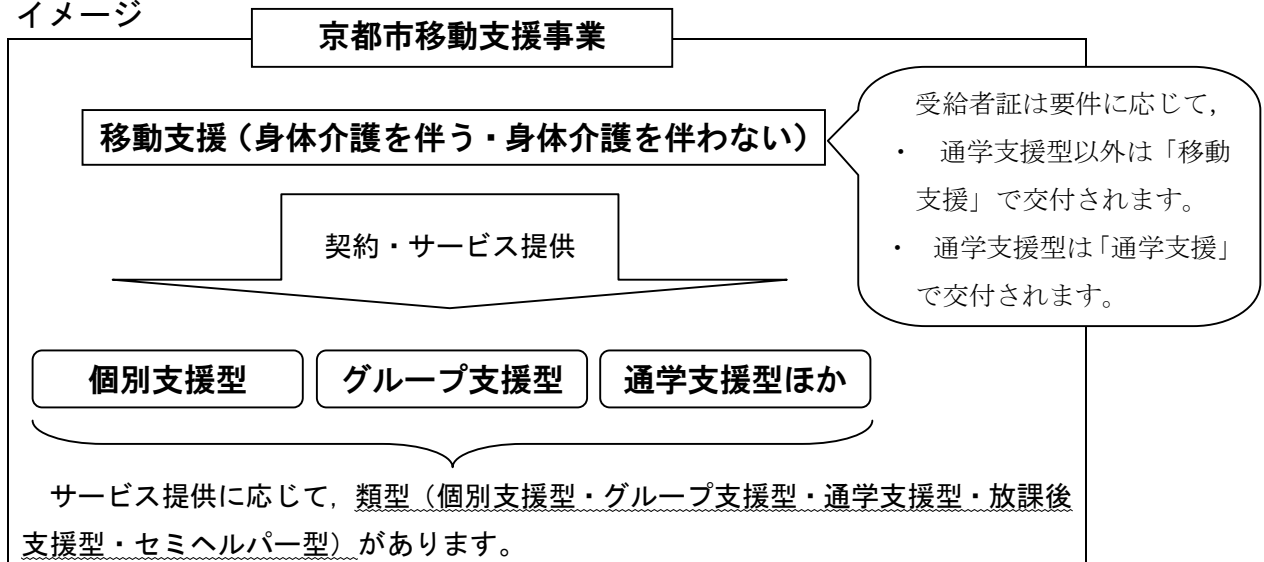 イメージ
京都市移動支援事業
移動支援（身体介護を伴う・身体介護を伴わない）
受給者証は要件に応じて，
・　通学支援型以外は「移動
支援」で交付されます。
・　通学支援型は「通学支援」
で交付されます。
契約・サービス提供
個別支援型
グループ支援型
通学支援型ほか
サービス提供に応じて，類型（個別支援型・グループ支援型・通学支援型・放課後
支援型・セミヘルパー型）があります。